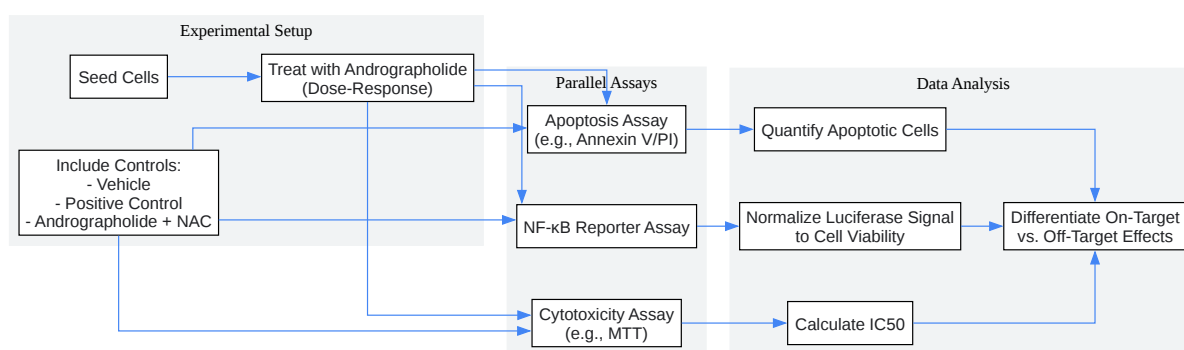 Experimental Setup
Seed Cells
Treat with Andrographolide
(Dose-Response)
Include Controls:
- Vehicle
- Positive Control
- Andrographolide + NAC
Parallel Assays
Apoptosis Assay
(e.g., Annexin V/PI)
NF-κB Reporter Assay
Cytotoxicity Assay
(e.g., MTT)
Data Analysis
Quantify Apoptotic Cells
Normalize Luciferase Signal
to Cell Viability
Calculate IC50
Differentiate On-Target
vs. Off-Target Effects